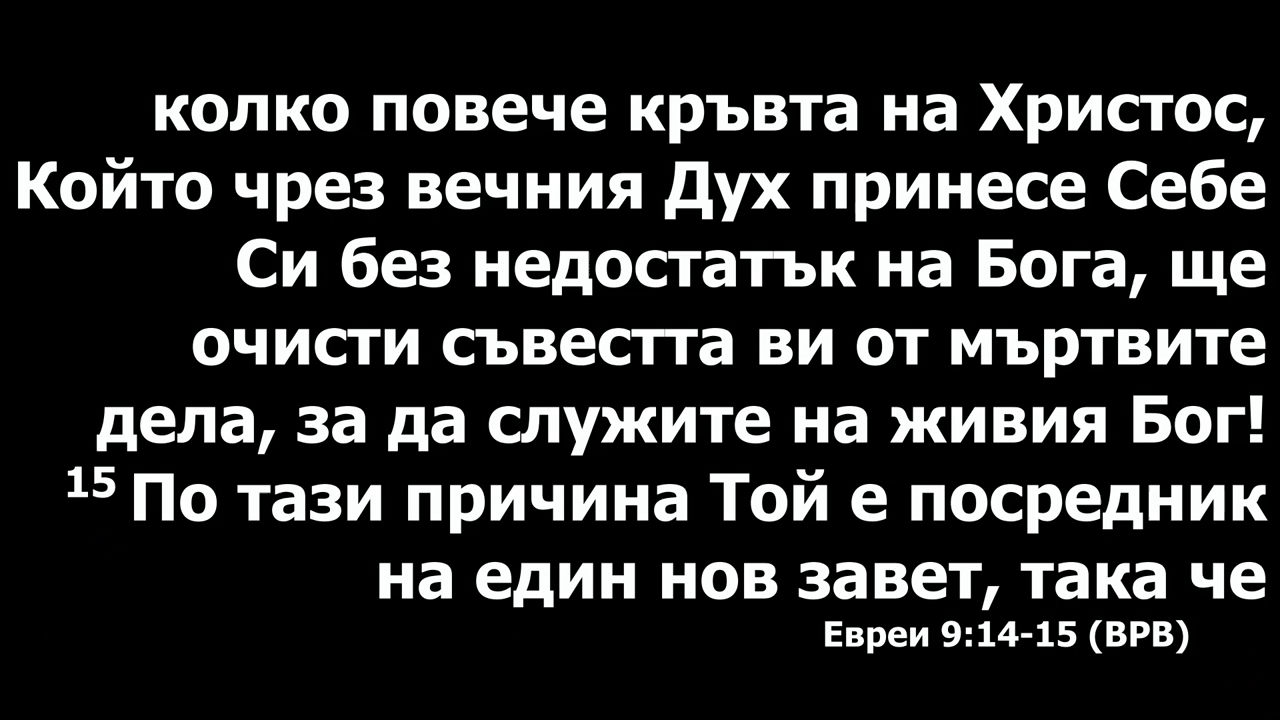 колко повече кръвта на Христос,
Който чрез вечния Дух принесе Себе
Си без недостатък на Бога, ще
очисти съвестта ви от мъртвите
дела, за да служите на живия Бог!
15 По тази причина Той е посредник
на един нов завет, така че
Евреи 9:14-15 (ВРВ)